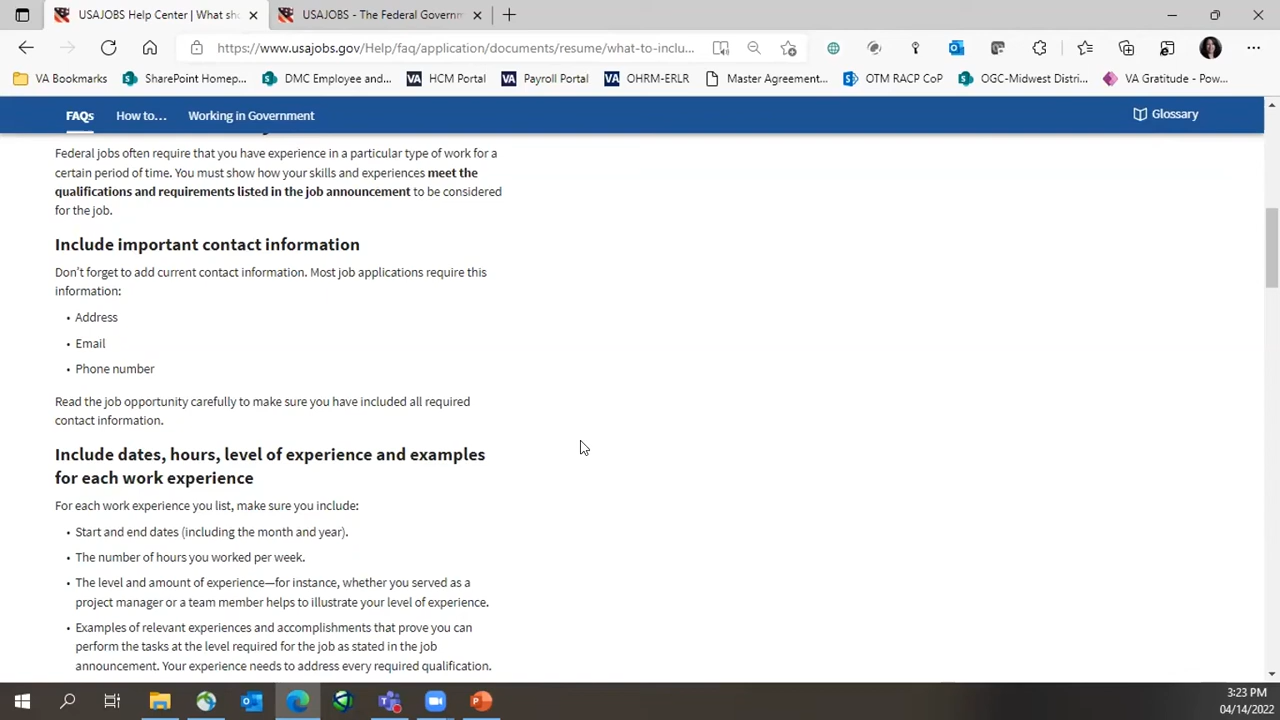 USAJOBS Help Center | What sho
USAJOBS - The Federal Governm
https://www.usajobs.gov/Help/faq/application/documents/resume/what-to-inclu...
VA Bookmarks
SharePoint Homep...
DMC Employee and...
VA HCM Portal
VA Payroll Portal
VA OHRM-ERLR
Master Agreement...
OTM RACP CoP
OGC-Midwest Distri...
VA Gratitude - Pow...
FAQs
How to...
Working in Government
Glossary
Federal jobs often require that you have experience in a particular type of work for a
certain period of time. You must show how your skills and experiences meet the
qualifications and requirements listed in the job announcement to be considered
for the job.
Include important contact information
Don't forget to add current contact information. Most job applications require this
information:
• Address
• Email
• Phone number
Read the job opportunity carefully to make sure you have included all required
contact information.
Include dates, hours, level of experience and examples
for each work experience
For each work experience you list, make sure you include:
• Start and end dates (including the month and year).
• The number of hours you worked per week.
• The level and amount of experience—for instance, whether you served as a
project manager or a team member helps to illustrate your level of experience.
• Examples of relevant experiences and accomplishments that prove you can
perform the tasks at the level required for the job as stated in the job
announcement. Your experience needs to address every required qualification.
3:23 PM
04/14/2022